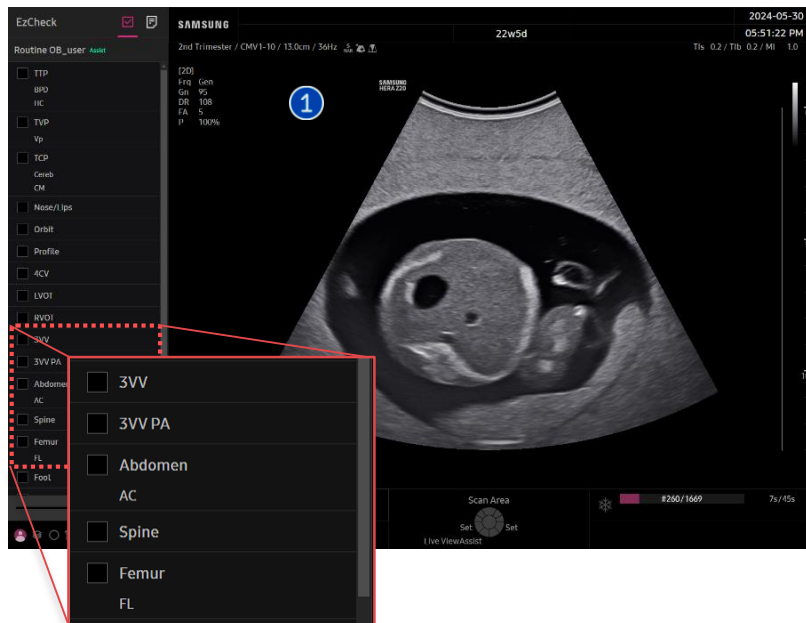 EzCheck
Routine OB_user Assist
TTP
BPD
HC
TVP
Vp
TCP
Cereb
CM
Nose/Lips
Orbit
Profile
4CV
LVOT
RVOT
3VV
3VV PA
Abdomen
AC
Spine
Femur
FL
Foot
SAMSUNG
22w5d
2024-05-30
05:51:22 PM
2nd Trimester / CMV1-10 / 13.0cm / 36Hz
TIs 0.2 / TIb 0.2 / MI 1.0
[2D]
Frq Gen
Gn 95
DR 108
FA 5
P 100%
1
SAMSUNG
HERA Z20
3VV
3VV PA
Abdomen
AC
Spine
Femur
FL
Scan Area
Set Set
Live ViewAssist
#260/1669 7s/45s